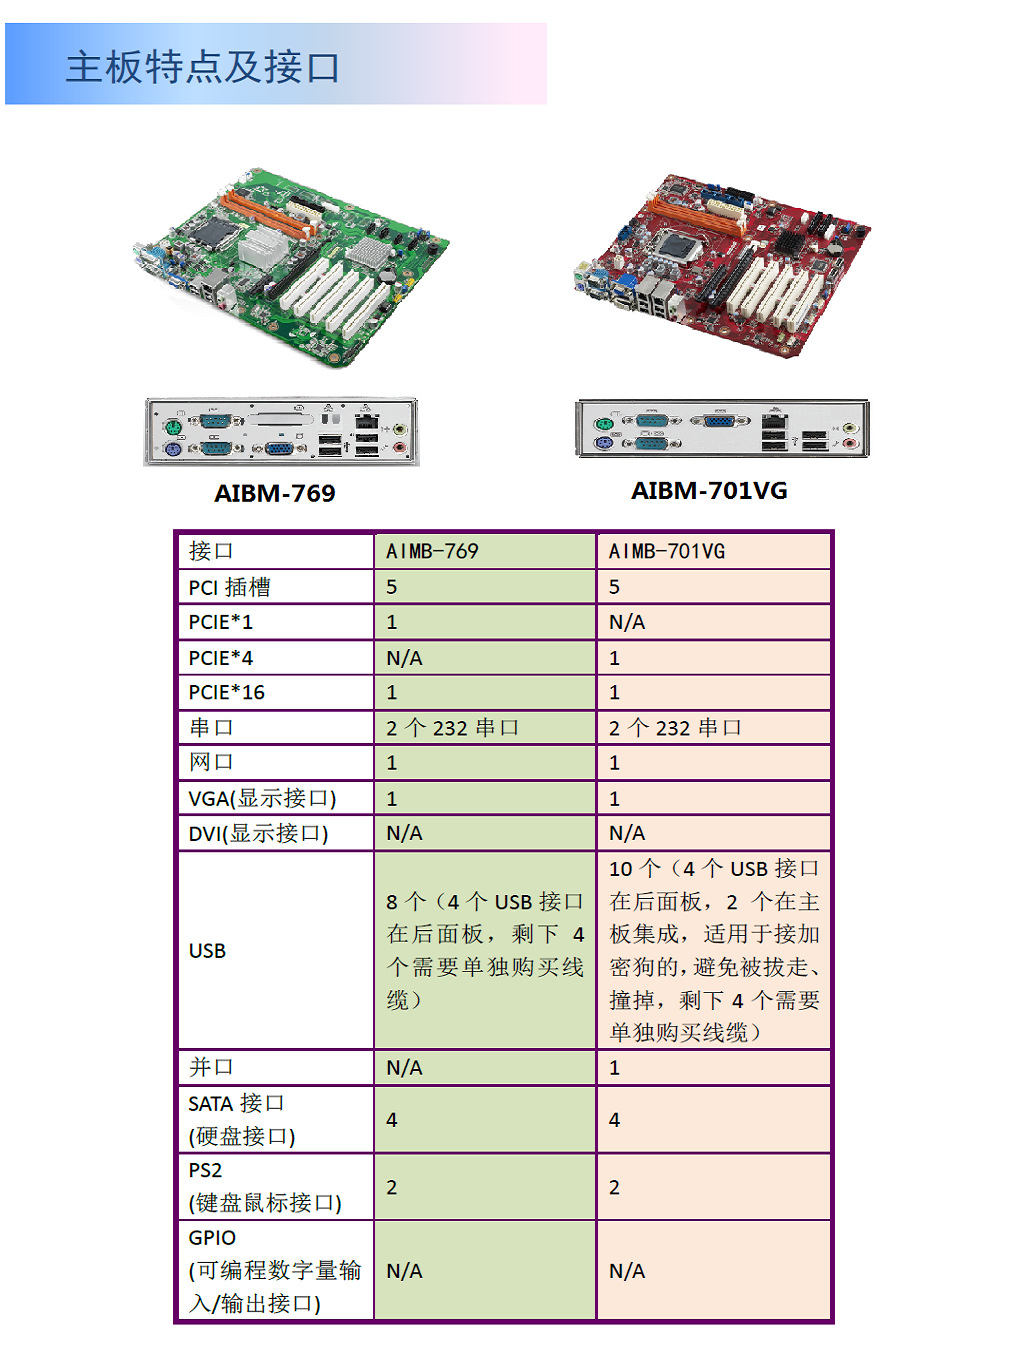 主板特点及接口
AIBM-769
AIBM-701VG
接口 AIMB-769 AIMB-701VG
PCI 插槽 5 5
PCIE*1 1 N/A
PCIE*4 N/A 1
PCIE*16 1 1
串口 2 个 232 串口 2 个 232 串口
网口 1 1
VGA(显示接口) 1 1
DVI(显示接口) N/A N/A
USB
8 个（4 个 USB 接口
在后面板，剩下 4
个需要单独购买线
缆）
10 个（4 个 USB 接口
在后面板，2 个在主
板集成，适用于接加
密狗的，避免被拔走、
撞掉，剩下 4 个需要
单独购买线缆）
并口 N/A 1
SATA 接口
(硬盘接口)
4 4
PS2
(键盘鼠标接口)
2 2
GPIO
(可编程数字量输
入/输出接口)
N/A N/A